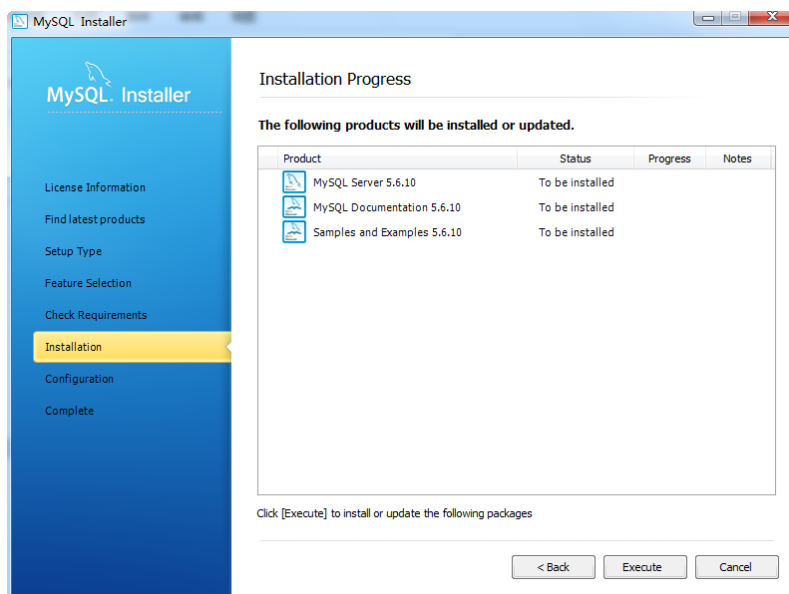 MySQL Installer
MySQL. Installer
License Information
Find latest products
Setup Type
Feature Selection
Check Requirements
Installation
Configuration
Complete
Installation Progress
The following products will be installed or updated.
Product Status Progress Notes
MySQL Server 5.6.10 To be installed
MySQL Documentation 5.6.10 To be installed
Samples and Examples 5.6.10 To be installed
Click [Execute] to install or update the following packages
< Back Execute Cancel